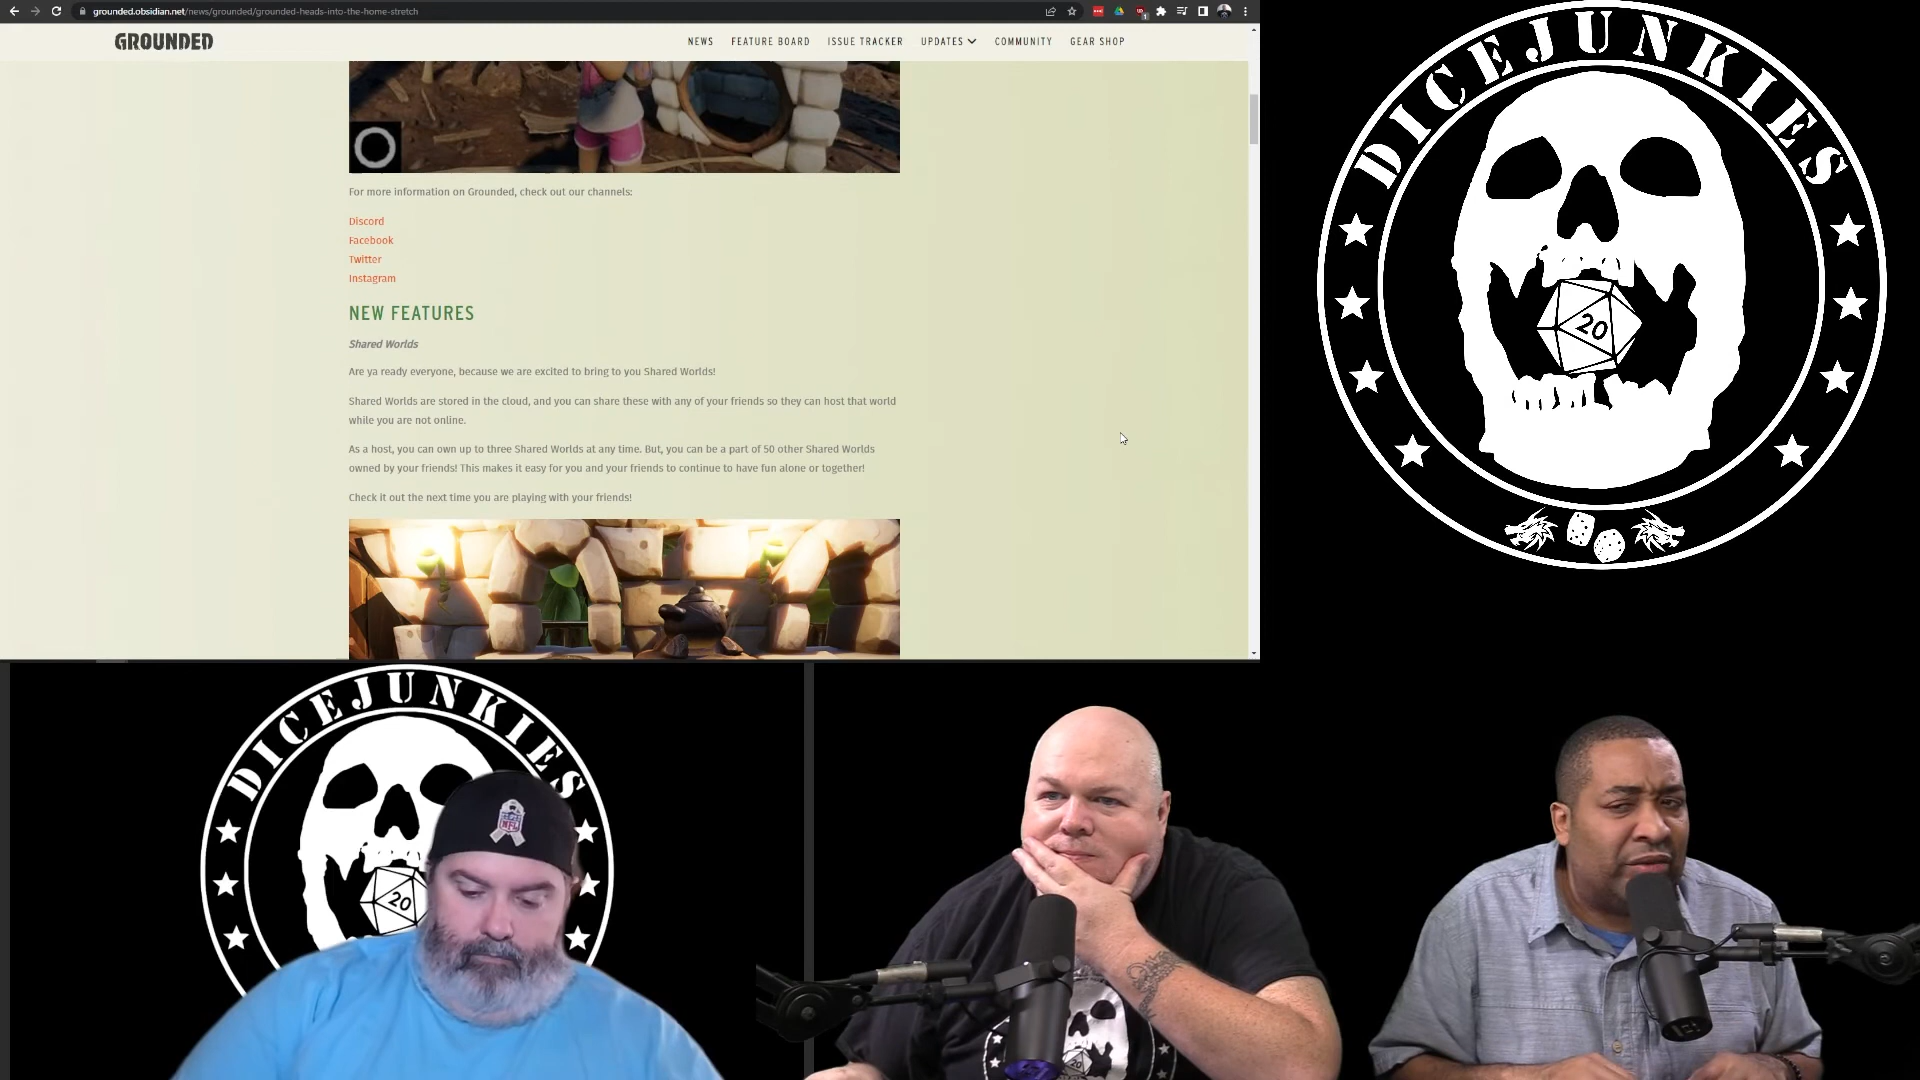 grounded.obsidian.net/news/grounded/grounded-heads-into-the-home-stretch
GROUNDED
NEWS FEATURE BOARD ISSUE TRACKER UPDATES COMMUNITY GEAR SHOP
For more information on Grounded, check out our channels:
Discord
Facebook
Twitter
Instagram
NEW FEATURES
Shared Worlds
Are ya ready everyone, because we are excited to bring to you Shared Worlds!
Shared Worlds are stored in the cloud, and you can share these with any of your friends so they can host that world
while you are not online.
As a host, you can own up to three Shared Worlds at any time. But, you can be a part of 50 other Shared Worlds
owned by your friends! This makes it easy for you and your friends to continue to have fun alone or together!
Check it out the next time you are playing with your friends!
DICEJUNKIES
20
DICEJUNKIES
20
NFL
20